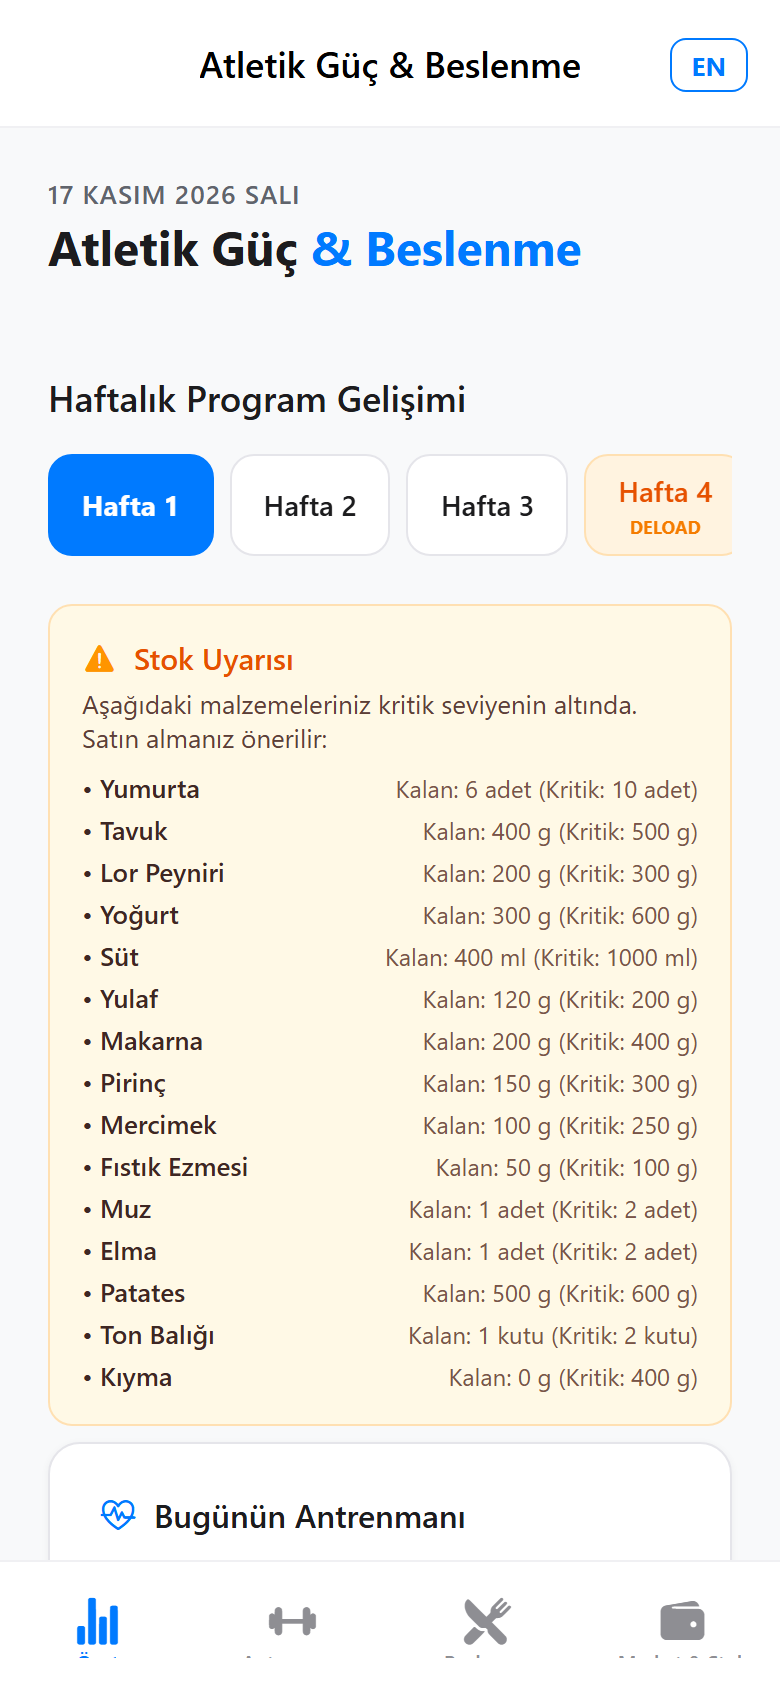 Atletik Güç & Beslenme
EN
17 KASIM 2026 SALI
Atletik Güç & Beslenme
Haftalık Program Gelişimi
Hafta 1
Hafta 2
Hafta 3
Hafta 4
DELOAD
Stok Uyarısı
Aşağıdaki malzemeleriniz kritik seviyenin altında.
Satın almanız önerilir:
• Yumurta Kalan: 6 adet (Kritik: 10 adet)
• Tavuk Kalan: 400 g (Kritik: 500 g)
• Lor Peyniri Kalan: 200 g (Kritik: 300 g)
• Yoğurt Kalan: 300 g (Kritik: 600 g)
• Süt Kalan: 400 ml (Kritik: 1000 ml)
• Yulaf Kalan: 120 g (Kritik: 200 g)
• Makarna Kalan: 200 g (Kritik: 400 g)
• Pirinç Kalan: 150 g (Kritik: 300 g)
• Mercimek Kalan: 100 g (Kritik: 250 g)
• Fıstık Ezmesi Kalan: 50 g (Kritik: 100 g)
• Muz Kalan: 1 adet (Kritik: 2 adet)
• Elma Kalan: 1 adet (Kritik: 2 adet)
• Patates Kalan: 500 g (Kritik: 600 g)
• Ton Balığı Kalan: 1 kutu (Kritik: 2 kutu)
• Kıyma Kalan: 0 g (Kritik: 400 g)
Bugünün Antrenmanı